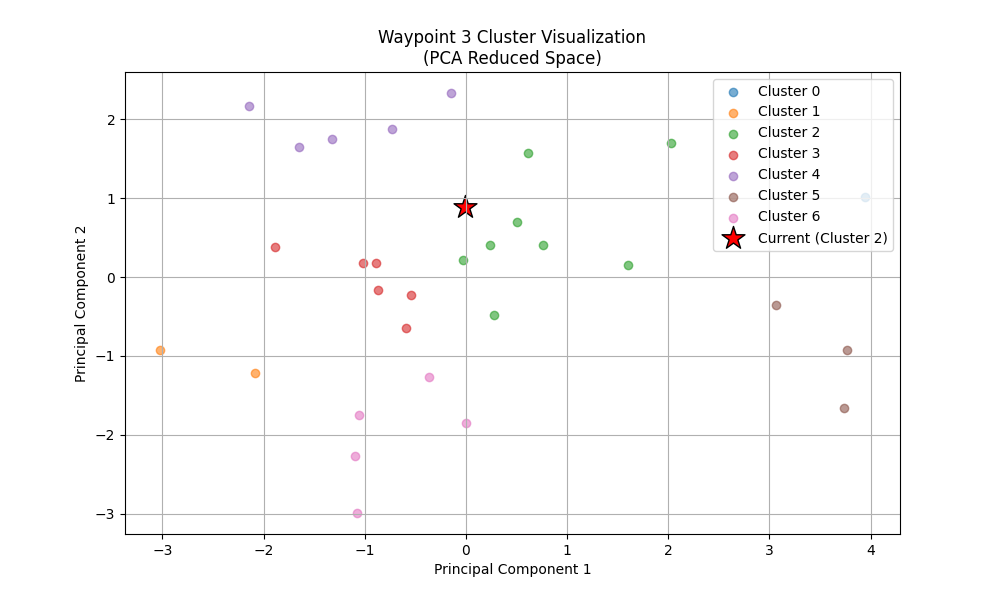 Waypoint 3 Cluster Visualization
(PCA Reduced Space)
Cluster 0
Cluster 1
Cluster 2
Cluster 3
Cluster 4
Cluster 5
Cluster 6
Current (Cluster 2)
Principal Component 2
2
1
0
−1
−2
−3
−3
−2
−1
0
1
2
3
4
Principal Component 1